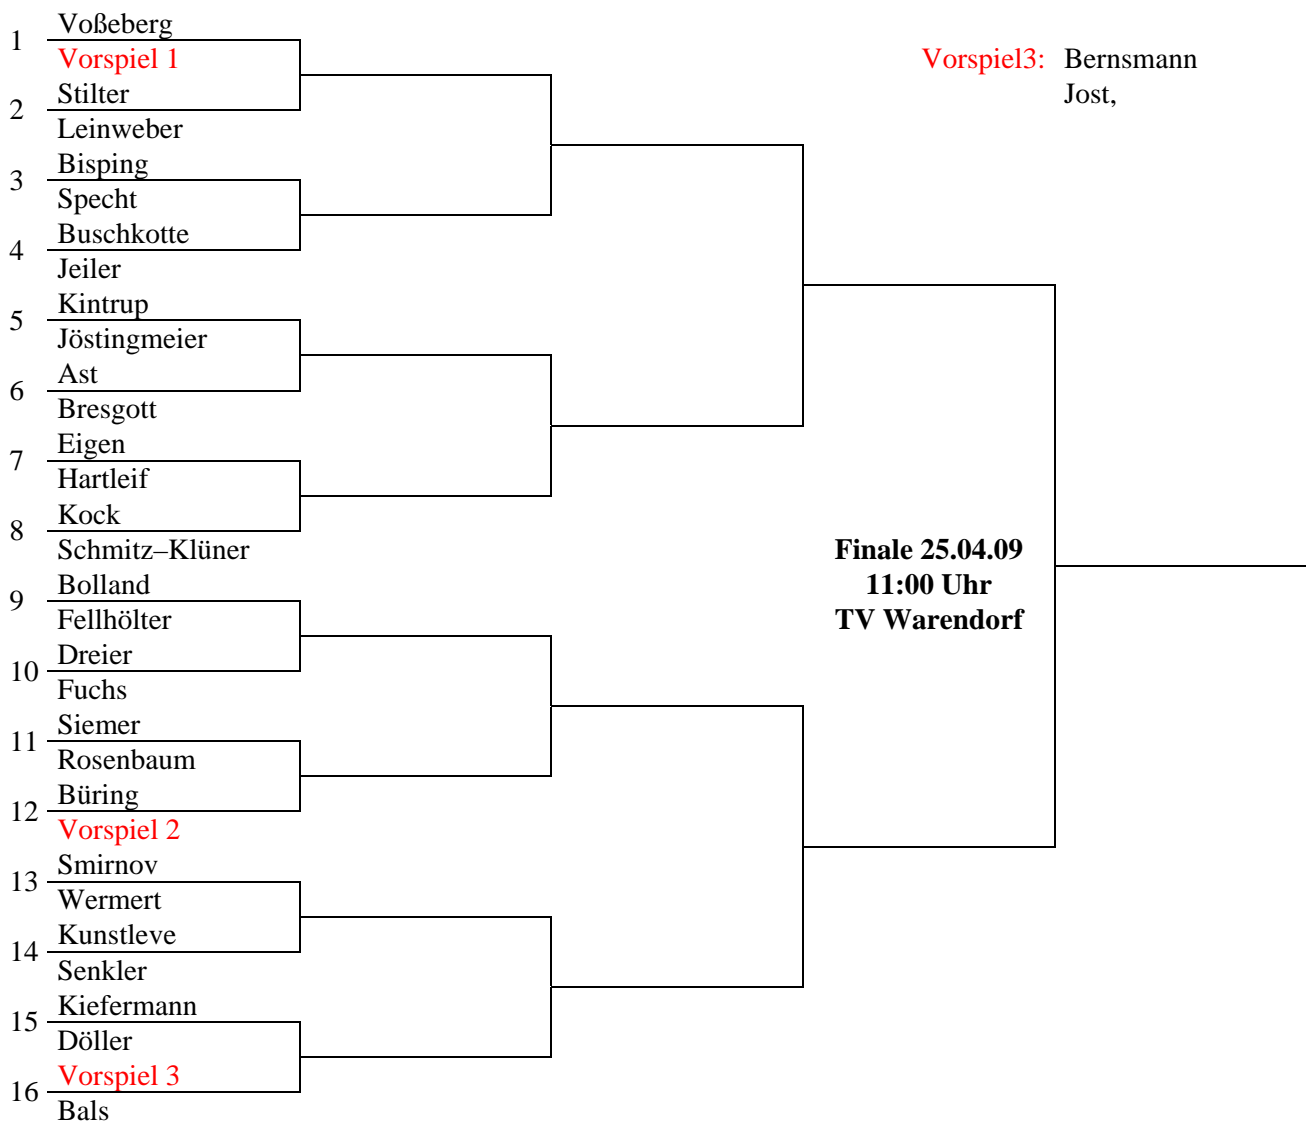 1 Voßeberg
Vorspiel 1
2 Stilter
Leinweber
3 Bisping
Specht
4 Buschkotte
Jeiler
5 Kintrup
Jöstingmeier
6 Ast
Bresgott
7 Eigen
Hartleif
8 Kock
Schmitz–Klüner
9 Bolland
Fellhölter
10 Dreier
Fuchs
11 Siemer
Rosenbaum
12 Büring
Vorspiel 2
13 Smirnov
Wermert
14 Kunstleve
Senkler
15 Kiefermann
Döller
16 Vorspiel 3
Bals
Vorspiel3: Bernsmann
Jost,
Finale 25.04.09
11:00 Uhr
TV Warendorf